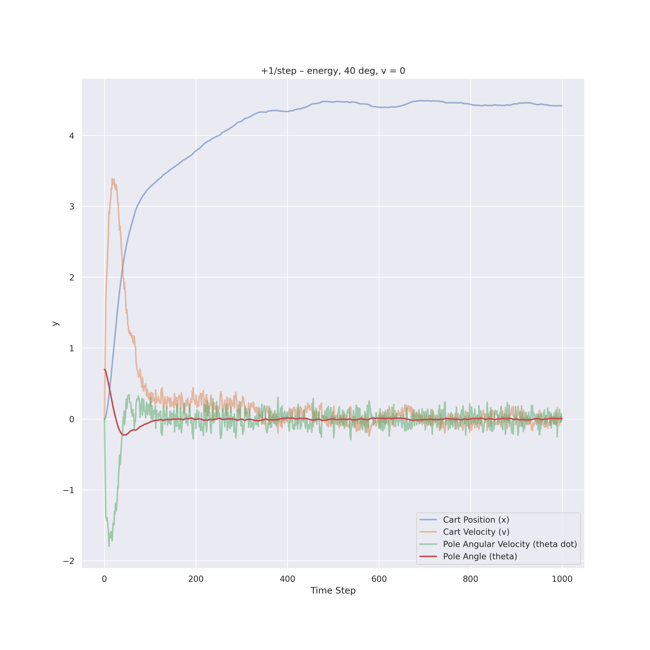 +1/step – energy, 40 deg, v = 0
y
4
3
2
1
0
−1
−2
0 200 400 600 800 1000
Time Step
Cart Position (x)
Cart Velocity (v)
Pole Angular Velocity (theta dot)
Pole Angle (theta)